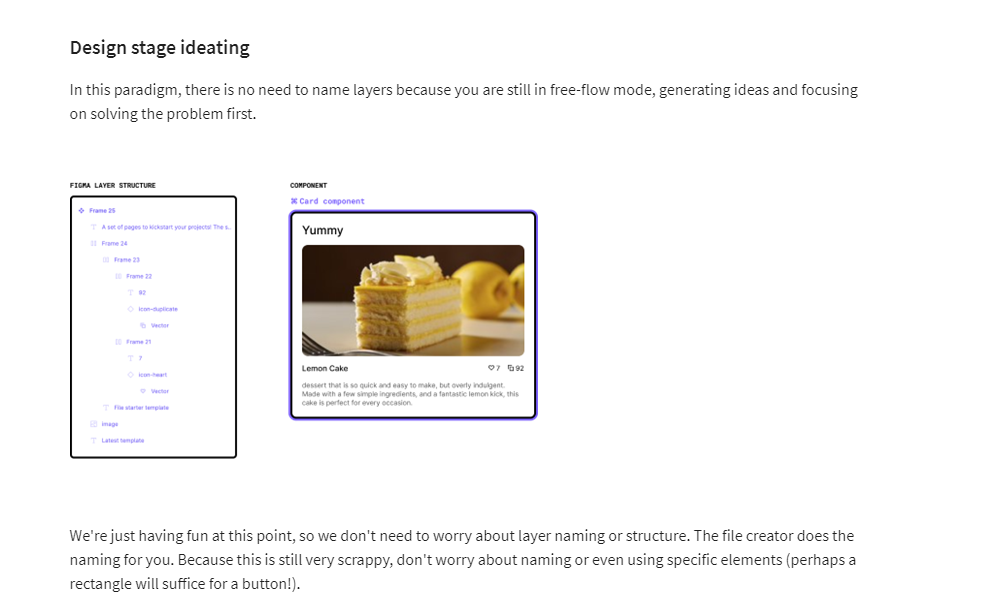 Design stage ideating
In this paradigm, there is no need to name layers because you are still in free-flow mode, generating ideas and focusing
on solving the problem first.
FIGMA LAYER STRUCTURE
Frame 25
A set of pages to kickstart your projects! The s..
Frame 24
Frame 23
Frame 22
92
icon-duplicate
Vector
Frame 21
7
icon-heart
Vector
File starter template
image
Latest template
COMPONENT
Card component
Yummy
Lemon Cake
7
92
dessert that is so quick and easy to make, but overly indulgent.
Made with a few simple ingredients, and a fantastic lemon kick, this
cake is perfect for every occasion.
We're just having fun at this point, so we don't need to worry about layer naming or structure. The file creator does the
naming for you. Because this is still very scrappy, don't worry about naming or even using specific elements (perhaps a
rectangle will suffice for a button!).